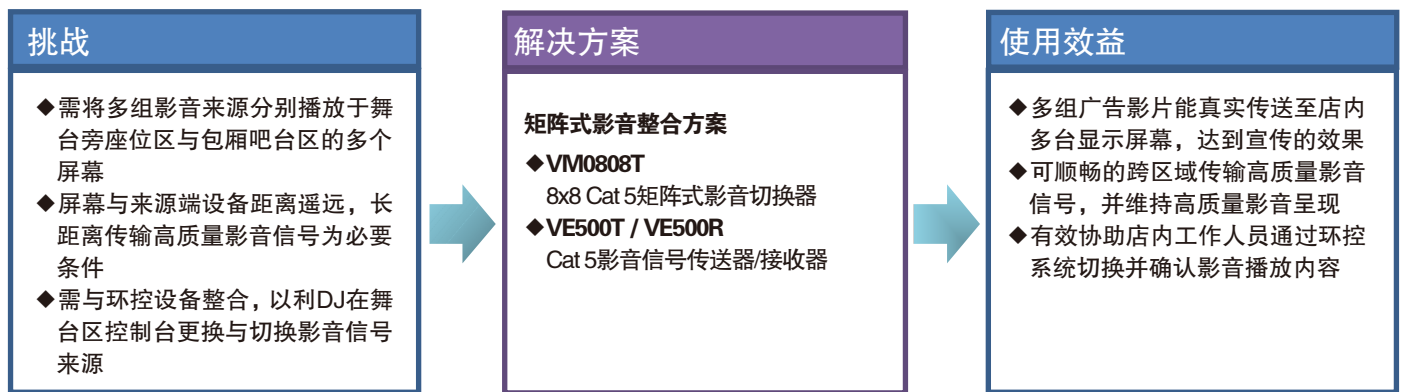 挑战
◆需将多组影音来源分别播放于舞
台旁座位区与包厢吧台区的多个
屏幕
◆屏幕与来源端设备距离遥远，长
距离传输高质量影音信号为必要
条件
◆需与环控设备整合，以利DJ在舞
台区控制台更换与切换影音信号
来源
解决方案
矩阵式影音整合方案
◆VM0808T
8x8 Cat 5矩阵式影音切换器
◆VE500T / VE500R
Cat 5影音信号传送器/接收器
使用效益
◆多组广告影片能真实传送至店内
多台显示屏幕，达到宣传的效果
◆可顺畅的跨区域传输高质量影音
信号，并维持高质量影音呈现
◆有效协助店内工作人员通过环控
系统切换并确认影音播放内容